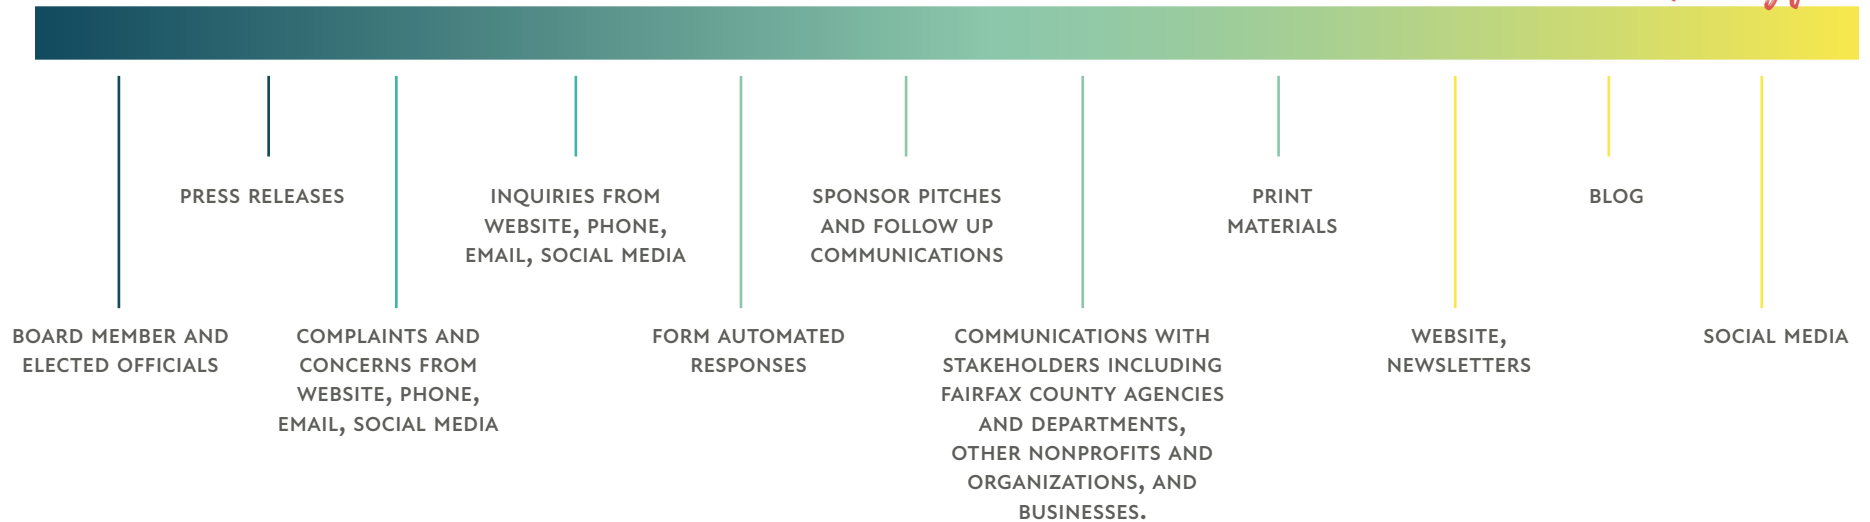 PRESS RELEASES
INQUIRIES FROM
WEBSITE, PHONE,
EMAIL, SOCIAL MEDIA
SPONSOR PITCHES
AND FOLLOW UP
COMMUNICATIONS
PRINT
MATERIALS
BLOG
BOARD MEMBER AND
ELECTED OFFICIALS
COMPLAINTS AND
CONCERNS FROM
WEBSITE, PHONE,
EMAIL, SOCIAL MEDIA
FORM AUTOMATED
RESPONSES
COMMUNICATIONS WITH
STAKEHOLDERS INCLUDING
FAIRFAX COUNTY AGENCIES
AND DEPARTMENTS,
OTHER NONPROFITS AND
ORGANIZATIONS, AND
BUSINESSES.
WEBSITE,
NEWSLETTERS
SOCIAL MEDIA